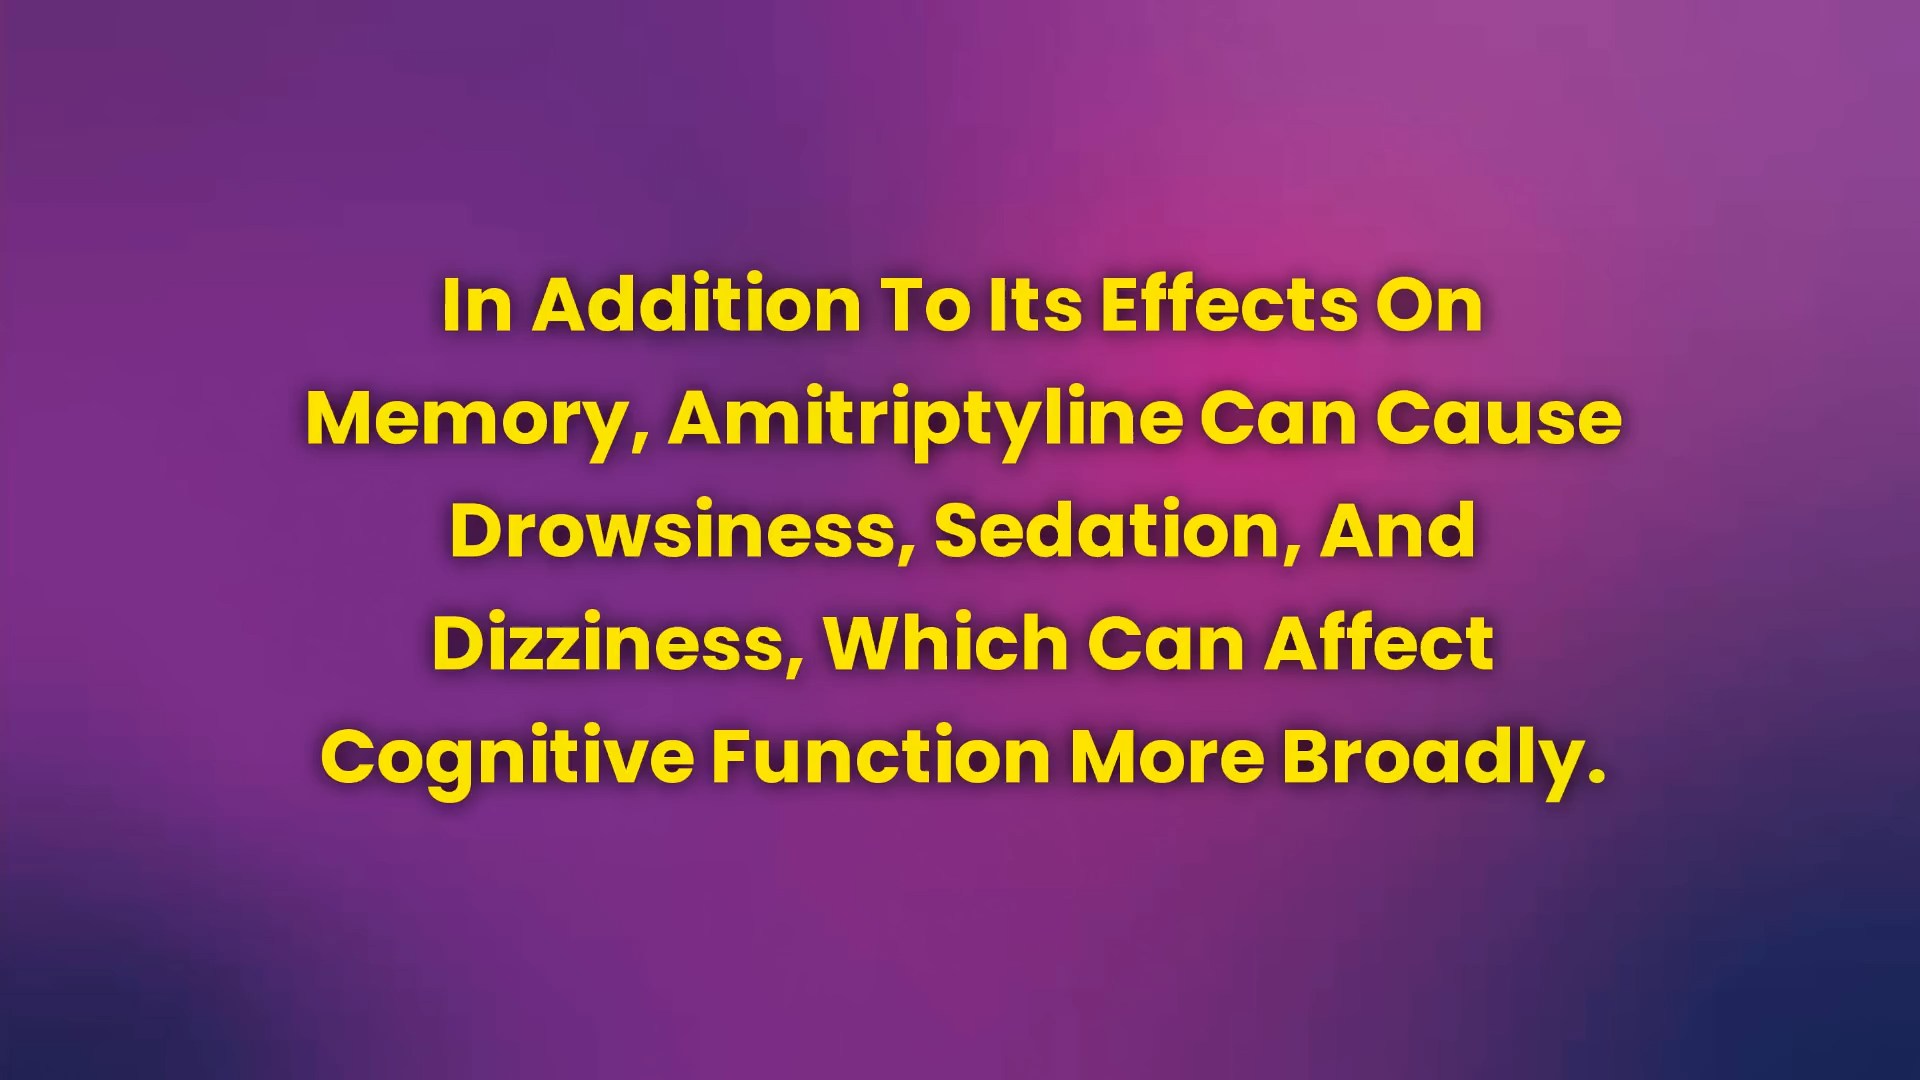 In Addition To Its Effects On
Memory, Amitriptyline Can Cause
Drowsiness, Sedation, And
Dizziness, Which Can Affect
Cognitive Function More Broadly.